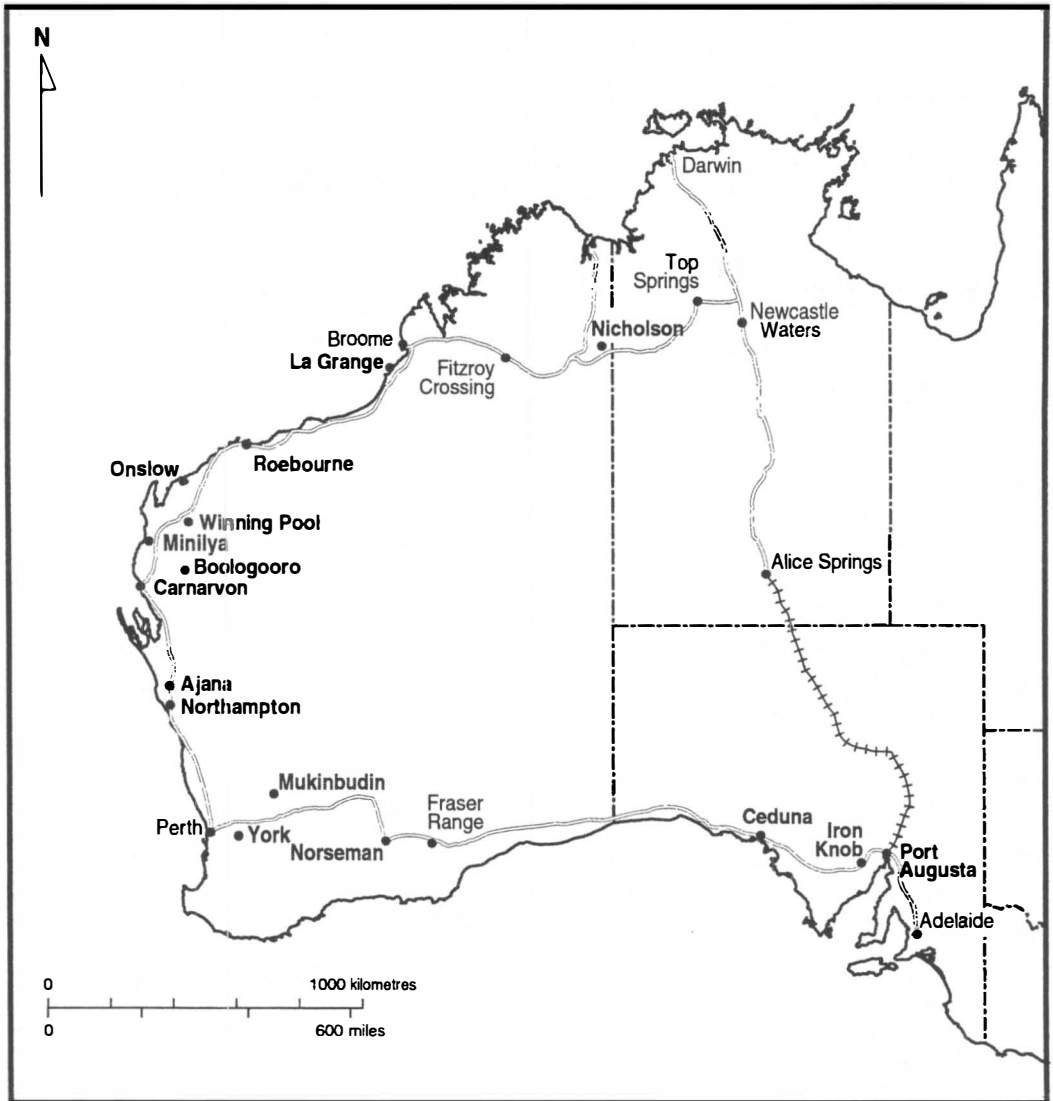 N
Darwin
Top
Springs
Newcastle
Waters
Nicholson
Broome
La Grange
Fitzroy
Crossing
Roebourne
Onslow
Winning Pool
Minilya
Boologooro
Carnarvon
Alice Springs
Ajana
Northampton
Mukinbudin
Fraser
Range
Perth
York
Norseman
Ceduna
Iron
Knob
Port
Augusta
Adelaide
0 1000 kilometres
0 600 miles